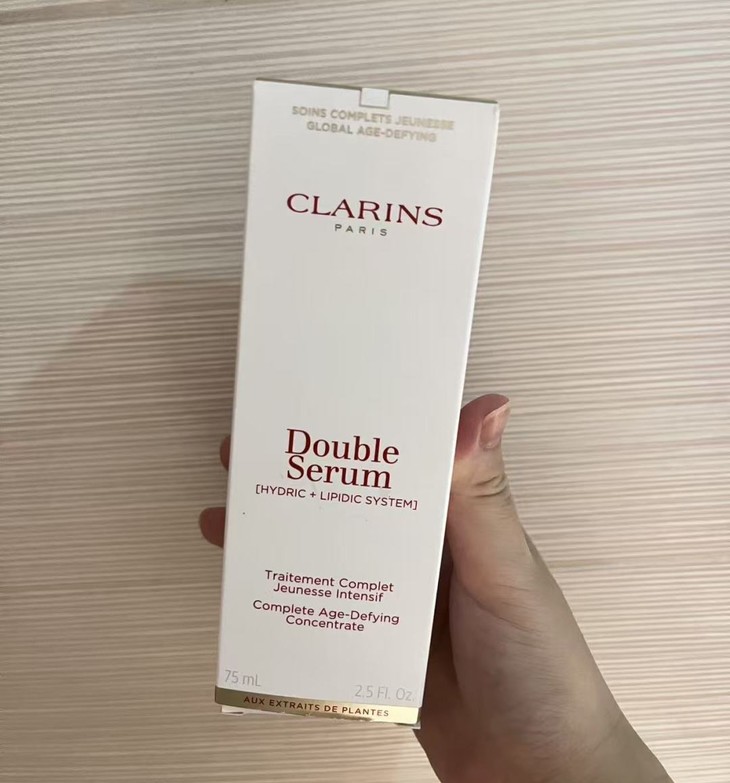 SOINS COMPLETS JEUNESSE
GLOBAL AGE-DEFYING
CLARINS
PARIS
Double
Serum
[HYDRIC + LIPIDIC SYSTEM]
Traitement Complet
Jeunesse Intensif
Complete Age-Defying
Concentrate
75 mL
2.5 Fl. Oz.
AUX EXTRAITS DE PLANTES